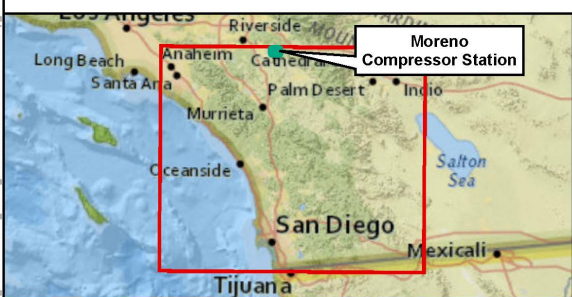 Los Angeles
Riverside
Moreno
Compressor Station
Long Beach
Anaheim
Cathedral
Santa Ana
Palm Desert
Indio
Murrieta
Oceanside
Salton
Sea
San Diego
Mexicali
Tijuana